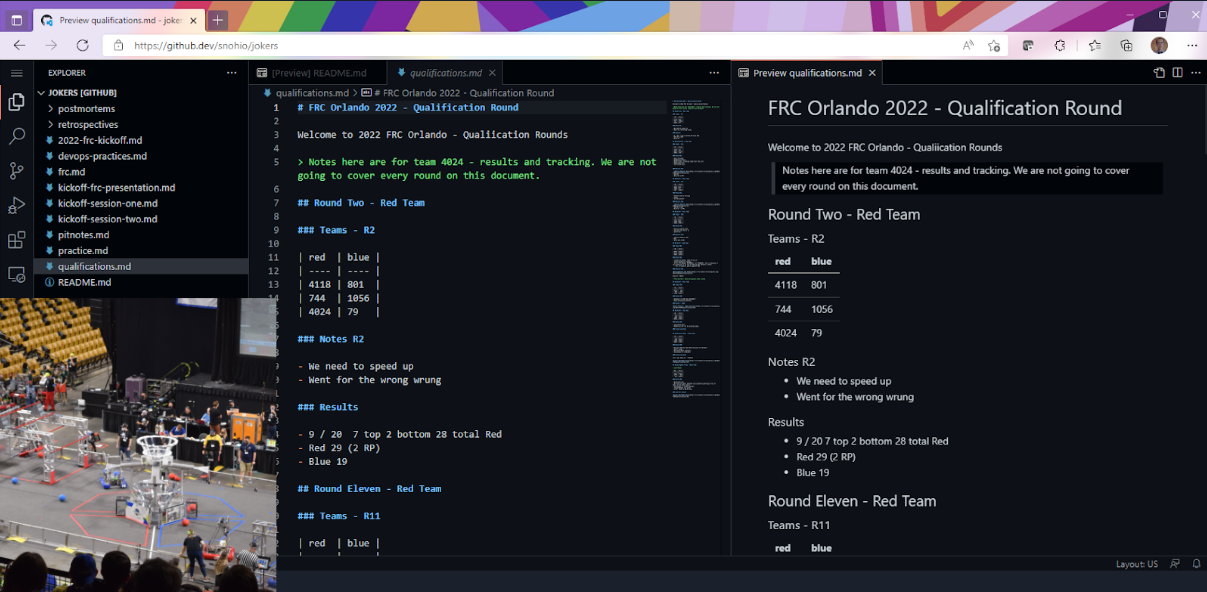 Preview qualifications.md - joker
https://github.dev/snohio/jokers
EXPLORER
JOKERS [GITHUB]
postmortems
retrospectives
2022-frc-kickoff.md
devops-practices.md
frc.md
kickoff-frc-presentation.md
kickoff-session-one.md
kickoff-session-two.md
pitnotes.md
practice.md
qualifications.md
README.md
[Preview] README.md
qualifications.md
qualifications.md > # FRC Orlando 2022 - Qualification Round
1 # FRC Orlando 2022 - Qualification Round
2
3 Welcome to 2022 FRC Orlando - Qualiication Rounds
4
5 > Notes here are for team 4024 - results and tracking. We are not
going to cover every round on this document.
6
7 ## Round Two - Red Team
8
9 ### Teams - R2
10
11 | red | blue |
12 | ---- | ---- |
13 | 4118 | 801 |
14 | 744 | 1056 |
| 4024 | 79 |
### Notes R2
- We need to speed up
- Went for the wrong wrung
### Results
- 9 / 20 7 top 2 bottom 28 total Red
- Red 29 (2 RP)
- Blue 19
## Round Eleven - Red Team
### Teams - R11
| red | blue |
Preview qualifications.md
FRC Orlando 2022 - Qualification Round
Welcome to 2022 FRC Orlando - Qualiication Rounds
Notes here are for team 4024 - results and tracking. We are not going to cover
every round on this document.
Round Two - Red Team
Teams - R2
red blue
4118 801
744 1056
4024 79
Notes R2
• We need to speed up
• Went for the wrong wrung
Results
• 9 / 20 7 top 2 bottom 28 total Red
• Red 29 (2 RP)
• Blue 19
Round Eleven - Red Team
Teams - R11
red blue
Layout: US